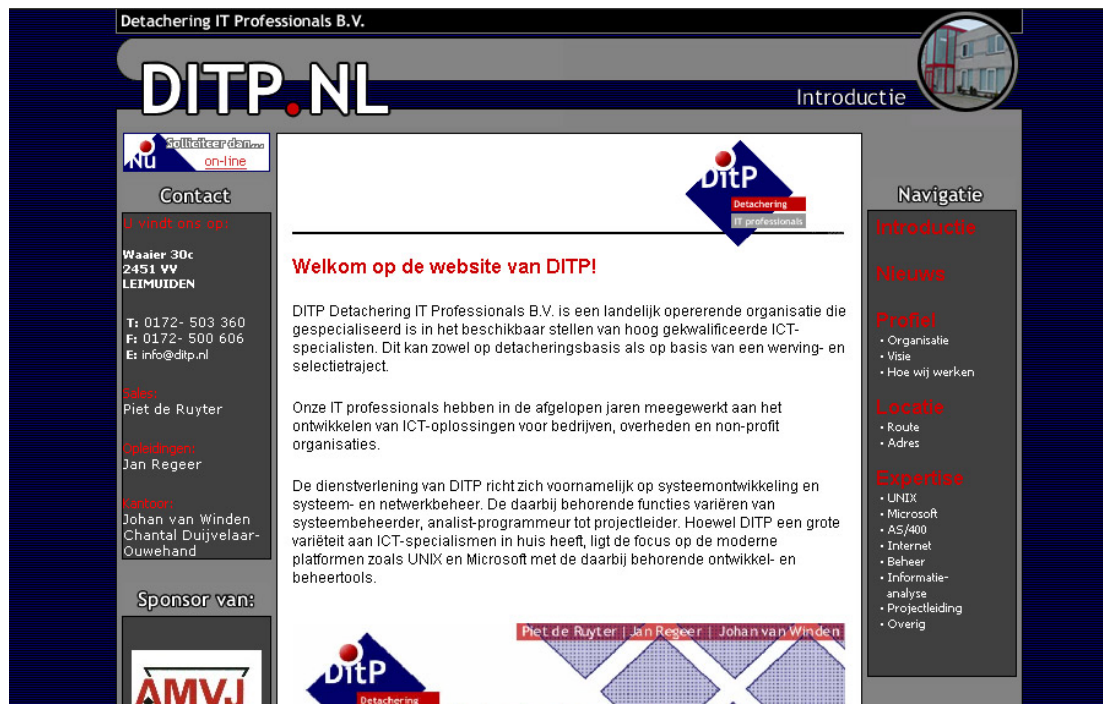 Detachering IT Professionals B.V.
DITP.NL
Introductie
Nu
Solliciteer dan...
on-line
Contact
U vindt ons op:
Waaier 30c
2451 VV
LEIMUIDEN
T: 0172- 503 360
F: 0172- 500 606
E: info@ditp.nl
Sales:
Piet de Ruyter
Opleidingen:
Jan Regeer
Kantoor:
Johan van Winden
Chantal Duijvelaar-
Ouwehand
Sponsor van:
AMVJ
DitP
Detachering
IT professionals
Welkom op de website van DITP!
DITP Detachering IT Professionals B.V. is een landelijk opererende organisatie die
gespecialiseerd is in het beschikbaar stellen van hoog gekwalificeerde ICT-
specialisten. Dit kan zowel op detacheringsbasis als op basis van een werving- en
selectietraject.
Onze IT professionals hebben in de afgelopen jaren meegewerkt aan het
ontwikkelen van ICT-oplossingen voor bedrijven, overheden en non-profit
organisaties.
De dienstverlening van DITP richt zich voornamelijk op systeemontwikkeling en
systeem- en netwerkbeheer. De daarbij behorende functies variëren van
systeembeheerder, analist-programmeur tot projectleider. Hoewel DITP een grote
variëteit aan ICT-specialismen in huis heeft, ligt de focus op de moderne
platformen zoals UNIX en Microsoft met de daarbij behorende ontwikkel- en
beheertools.
Piet de Ruyter | Jan Regeer | Johan van Winden
DitP
Detachering
Navigatie
Introductie
Nieuws
Profiel
• Organisatie
• Visie
• Hoe wij werken
Locatie
• Route
• Adres
Expertise
• UNIX
• Microsoft
• AS/400
• Internet
• Beheer
• Informatie-
analyse
• Projectleiding
• Overig